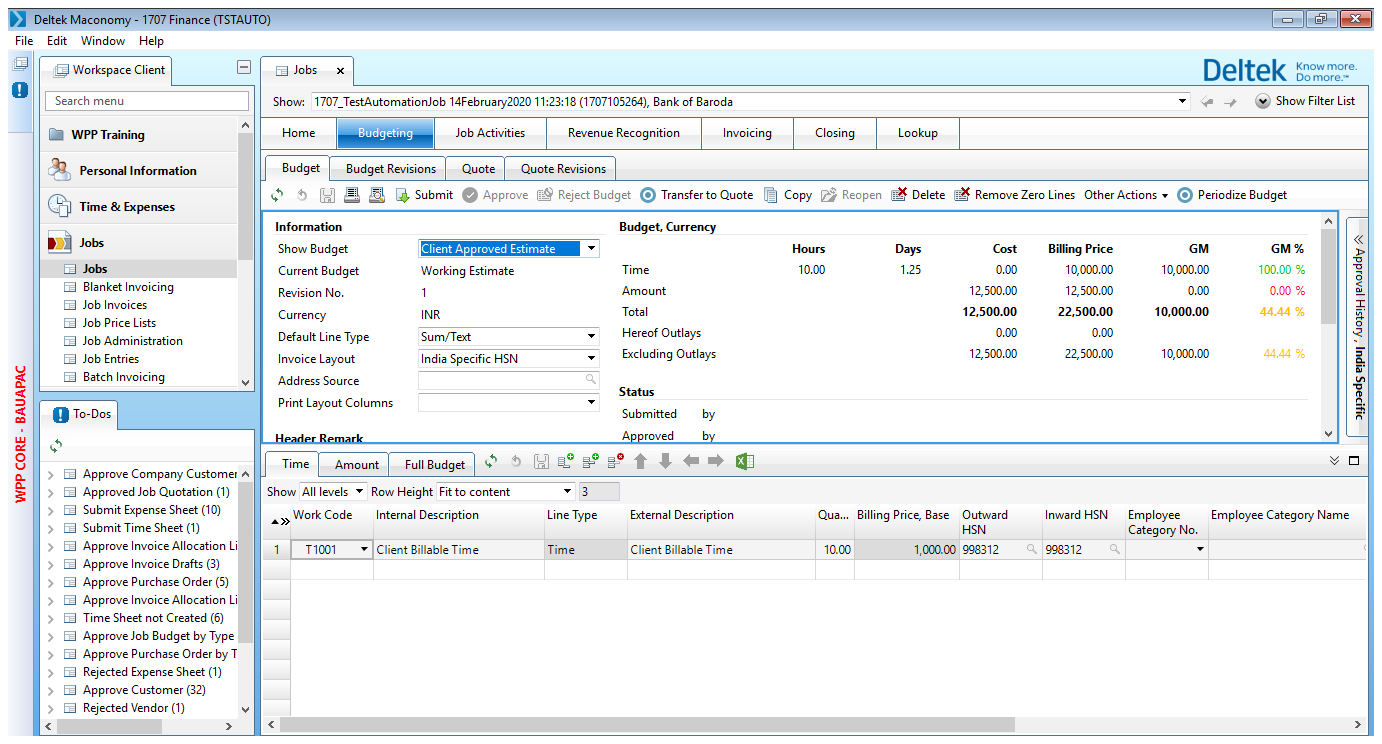 Deltek Maconomy - 1707 Finance (TSTAUTO)
File Edit Window Help
Workspace Client
Search menu
WPP Training
Personal Information
Time & Expenses
Jobs
Jobs
Blanket Invoicing
Job Invoices
Job Price Lists
Job Administration
Job Entries
Batch Invoicing
WPP CORE - BAUAPAC
To-Dos
Approve Company Customer
Approved Job Quotation (1)
Submit Expense Sheet (10)
Submit Time Sheet (1)
Approve Invoice Allocation Li
Approve Invoice Drafts (3)
Approve Purchase Order (5)
Approve Invoice Allocation Li
Time Sheet not Created (6)
Approve Job Budget by Type
Approve Purchase Order by T
Rejected Expense Sheet (1)
Approve Customer (32)
Rejected Vendor (1)
Jobs
Deltek Know more. Do more.™
Show: 1707_TestAutomationJob 14February2020 11:23:18 (1707105264), Bank of Baroda Show Filter List
Home Budgeting Job Activities Revenue Recognition Invoicing Closing Lookup
Budget Budget Revisions Quote Quote Revisions
Submit Approve Reject Budget Transfer to Quote Copy Reopen Delete Remove Zero Lines Other Actions Periodize Budget
Information
Show Budget Client Approved Estimate
Current Budget Working Estimate
Revision No. 1
Currency INR
Default Line Type Sum/Text
Invoice Layout India Specific HSN
Address Source
Print Layout Columns
Header Remark
Budget, Currency
Hours Days Cost Billing Price GM GM %
Time 10.00 1.25 0.00 10,000.00 10,000.00 100.00 %
Amount 12,500.00 12,500.00 0.00 0.00 %
Total 12,500.00 22,500.00 10,000.00 44.44 %
Hereof Outlays 0.00 0.00
Excluding Outlays 12,500.00 22,500.00 10,000.00 44.44 %
Status
Submitted by
Approved by
Approval History, India Specific
Time Amount Full Budget
Show All levels Row Height Fit to content 3
Work Code Internal Description Line Type External Description Qua... Billing Price, Base Outward HSN Inward HSN Employee Category No. Employee Category Name
1 T1001 Client Billable Time Time Client Billable Time 10.00 1,000.00 998312 998312